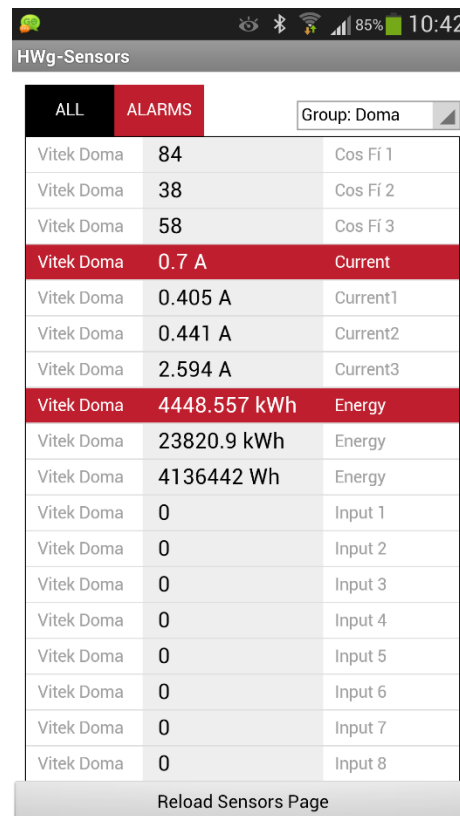 85% 10:42
HWg-Sensors
ALL ALARMS Group: Doma
Vitek Doma 84 Cos Fí 1
Vitek Doma 38 Cos Fí 2
Vitek Doma 58 Cos Fí 3
Vitek Doma 0.7 A Current
Vitek Doma 0.405 A Current1
Vitek Doma 0.441 A Current2
Vitek Doma 2.594 A Current3
Vitek Doma 4448.557 kWh Energy
Vitek Doma 23820.9 kWh Energy
Vitek Doma 4136442 Wh Energy
Vitek Doma 0 Input 1
Vitek Doma 0 Input 2
Vitek Doma 0 Input 3
Vitek Doma 0 Input 4
Vitek Doma 0 Input 5
Vitek Doma 0 Input 6
Vitek Doma 0 Input 7
Vitek Doma 0 Input 8
Reload Sensors Page